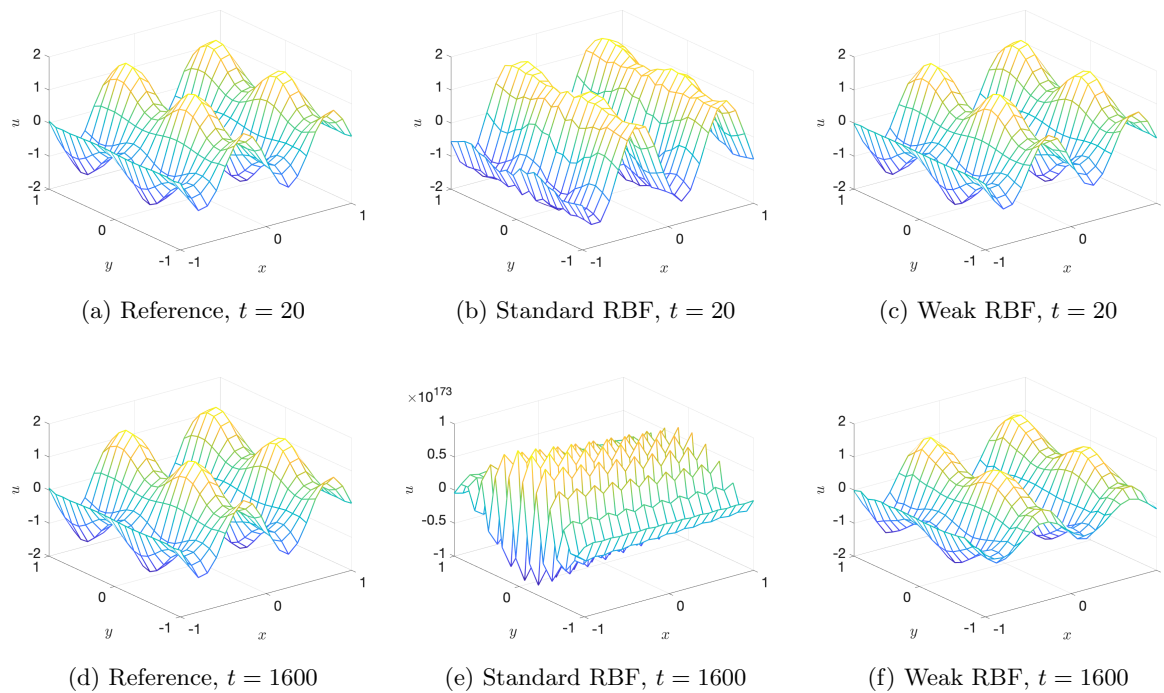 2
1
0
-1
-2
u
1
0
-1
y
-1
0
1
x
(a) Reference, t = 20
2
1
0
-1
-2
u
1
0
-1
y
-1
0
1
x
(b) Standard RBF, t = 20
2
1
0
-1
-2
u
1
0
-1
y
-1
0
1
x
(c) Weak RBF, t = 20
2
1
0
-1
-2
u
1
0
-1
y
-1
0
1
x
(d) Reference, t = 1600
×10^173
1
0.5
0
-0.5
-1
u
1
0
-1
y
-1
0
1
x
(e) Standard RBF, t = 1600
2
1
0
-1
-2
u
1
0
-1
y
-1
0
1
x
(f) Weak RBF, t = 1600